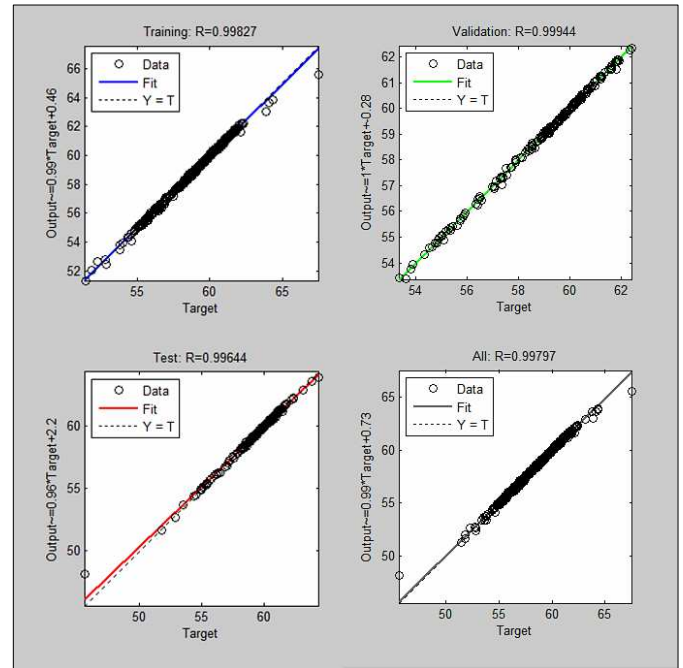 Training: R=0.99827
Output~=0.99*Target+0.46
Data
Fit
Y = T
66
64
62
60
58
56
54
52
55
60
65
Target
Validation: R=0.99944
Output~=1*Target+-0.28
Data
Fit
Y = T
62
61
60
59
58
57
56
55
54
54
56
58
60
62
Target
Test: R=0.99644
Output~=0.96*Target+2.2
Data
Fit
Y = T
60
55
50
50
55
60
Target
All: R=0.99797
Output~=0.99*Target+0.73
Data
Fit
Y = T
65
60
55
50
50
55
60
65
Target